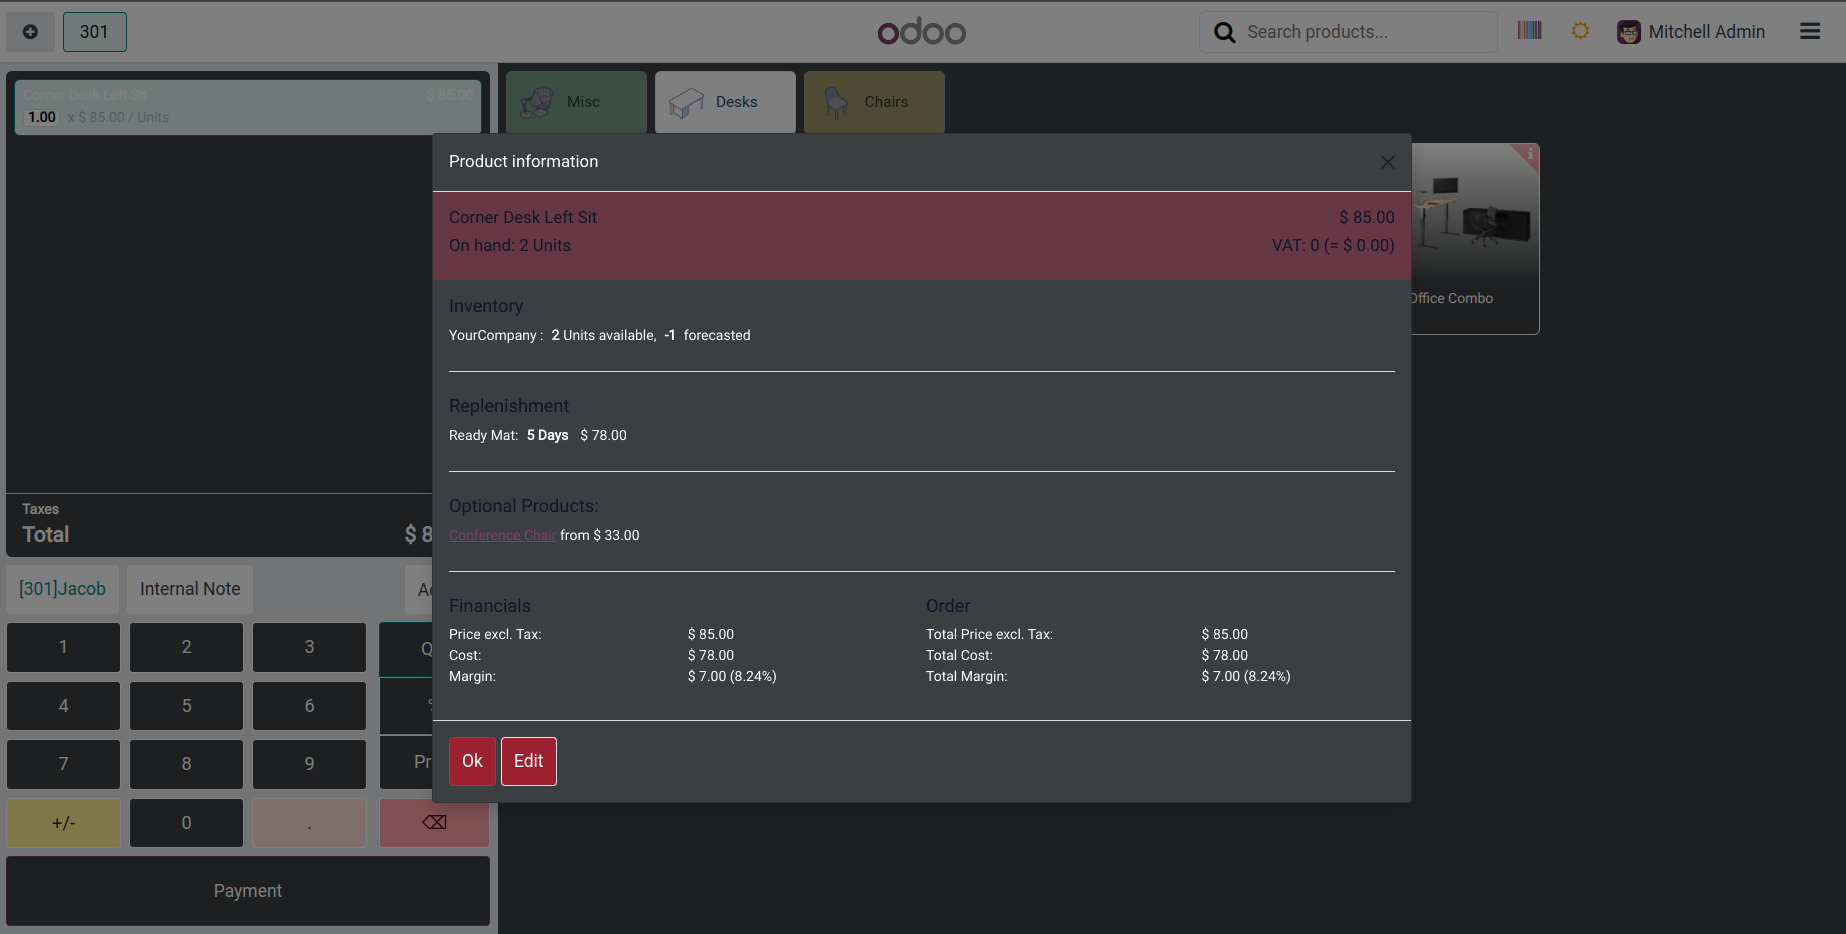 301
odoo
Search products...
Mitchell Admin
Corner Desk Left Sit $ 85.00
1.00 x $ 85.00 / Units
Misc
Desks
Chairs
Product information
Corner Desk Left Sit $ 85.00
On hand: 2 Units VAT: 0 (= $ 0.00)
Inventory
YourCompany : 2 Units available, -1 forecasted
Replenishment
Ready Mat: 5 Days $ 78.00
Optional Products:
Conference Chair from $ 33.00
Financials
Price excl. Tax: $ 85.00
Cost: $ 78.00
Margin: $ 7.00 (8.24%)
Order
Total Price excl. Tax: $ 85.00
Total Cost: $ 78.00
Total Margin: $ 7.00 (8.24%)
Ok Edit
Office Combo
Taxes
Total $ 8
[301]Jacob Internal Note
1 2 3
4 5 6
7 8 9 Pr
+/- 0 .
Payment